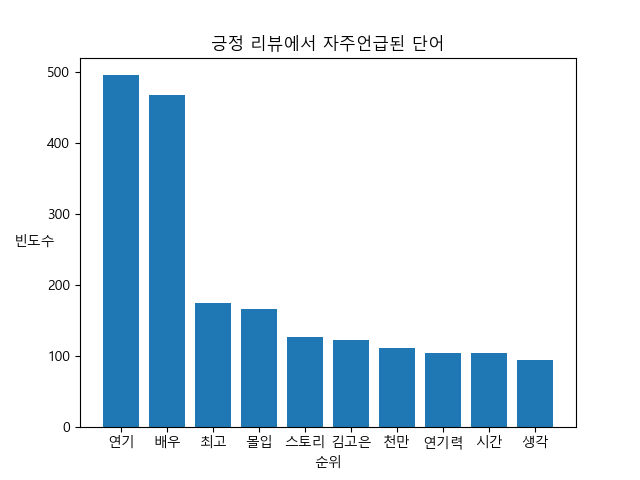 긍정 리뷰에서 자주언급된 단어
500
400
300
200
100
0
빈도수
연기 배우 최고 몰입 스토리 김고은 천만 연기력 시간 생각
순위